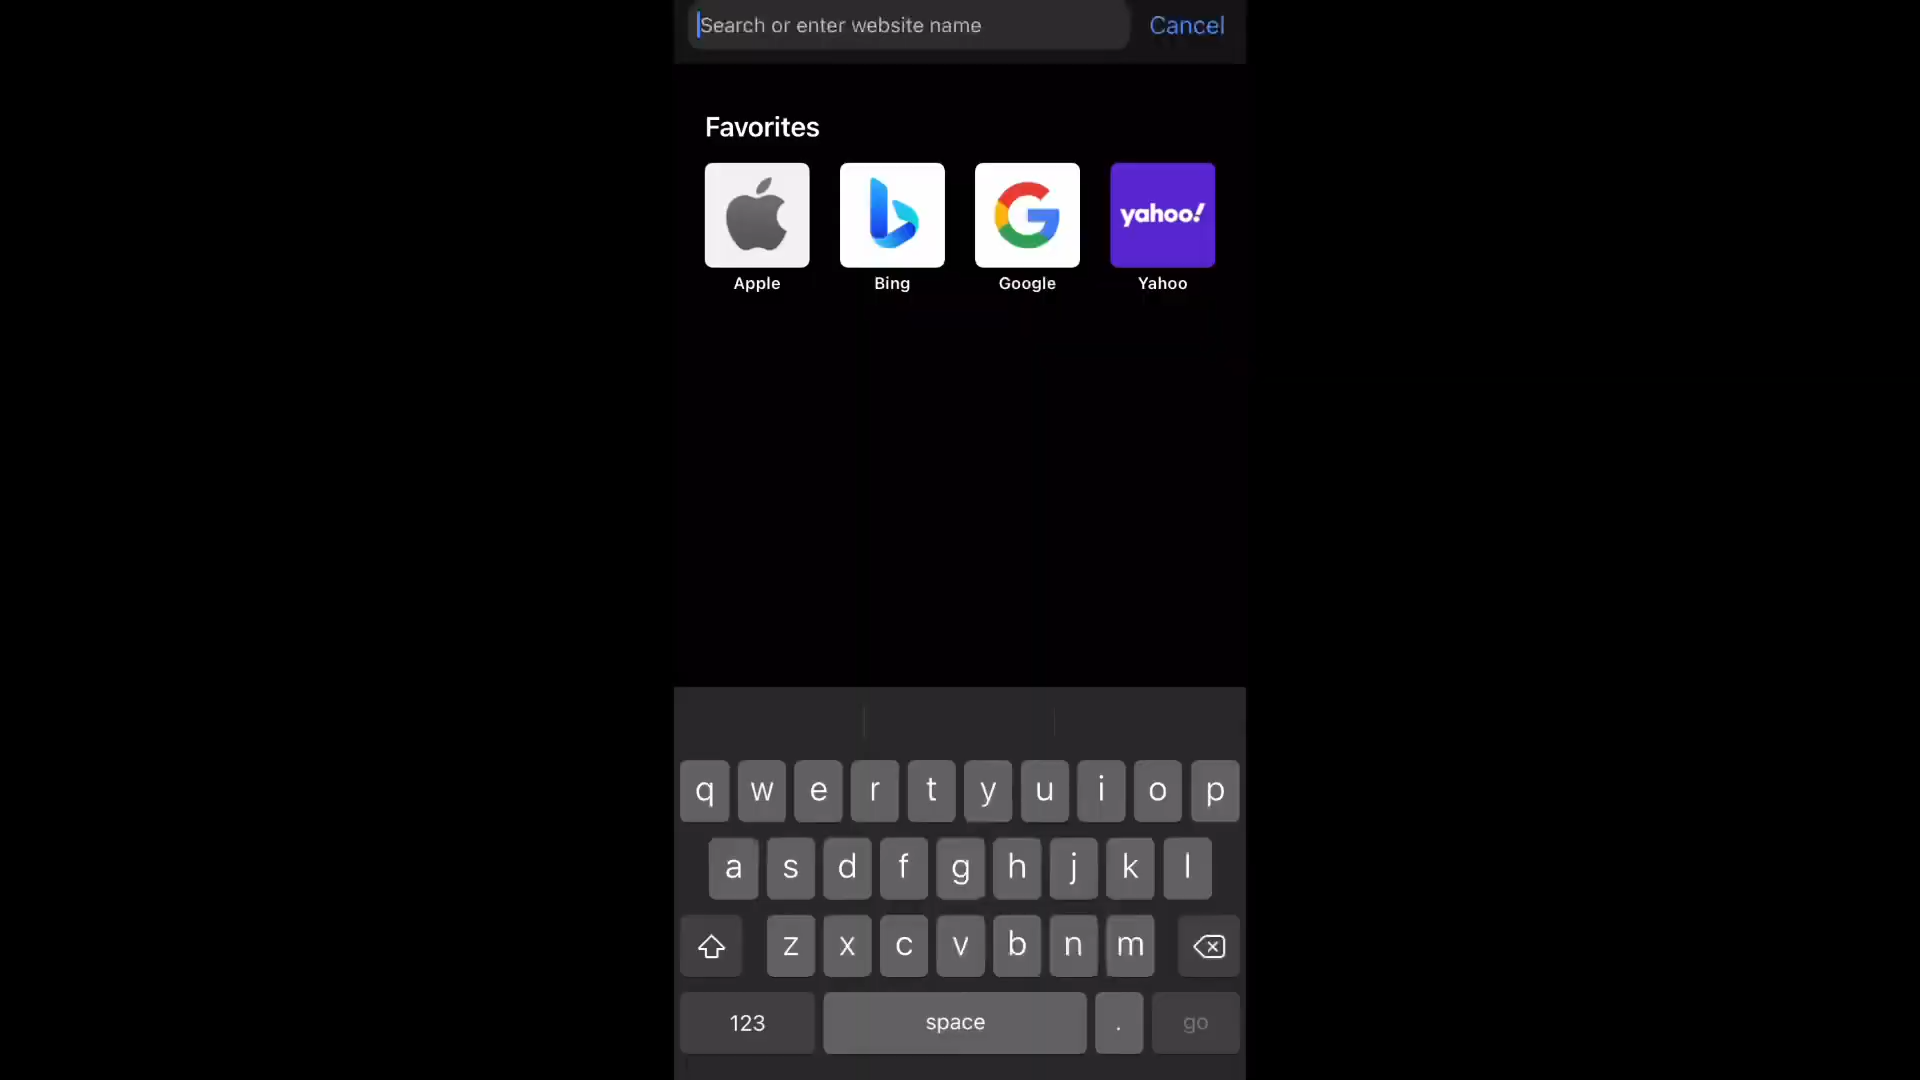 Search or enter website name Cancel
Favorites
yahoo!
Apple Bing Google Yahoo
q w e r t y u i o p
a s d f g h j k l
z x c v b n m
123 space . go